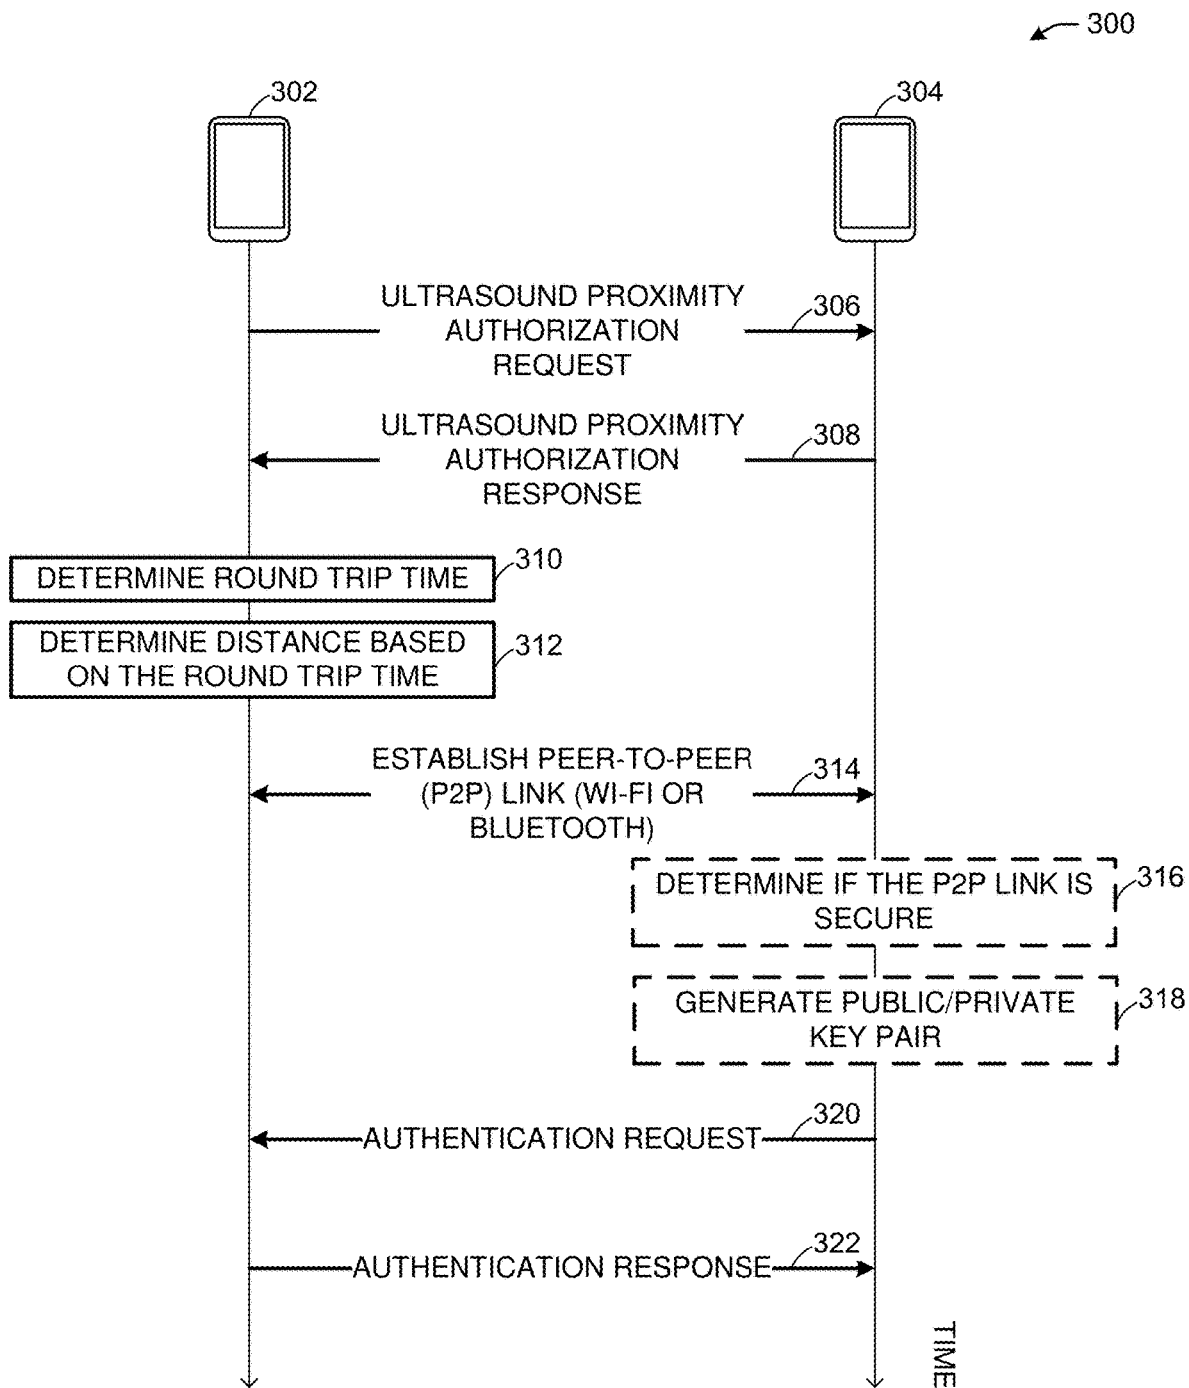 300
302
304
ULTRASOUND PROXIMITY
AUTHORIZATION
REQUEST
306
ULTRASOUND PROXIMITY
AUTHORIZATION
RESPONSE
308
DETERMINE ROUND TRIP TIME
310
DETERMINE DISTANCE BASED
ON THE ROUND TRIP TIME
312
ESTABLISH PEER-TO-PEER
(P2P) LINK (WI-FI OR
BLUETOOTH)
314
DETERMINE IF THE P2P LINK IS
SECURE
316
GENERATE PUBLIC/PRIVATE
KEY PAIR
318
AUTHENTICATION REQUEST
320
AUTHENTICATION RESPONSE
322
TIME